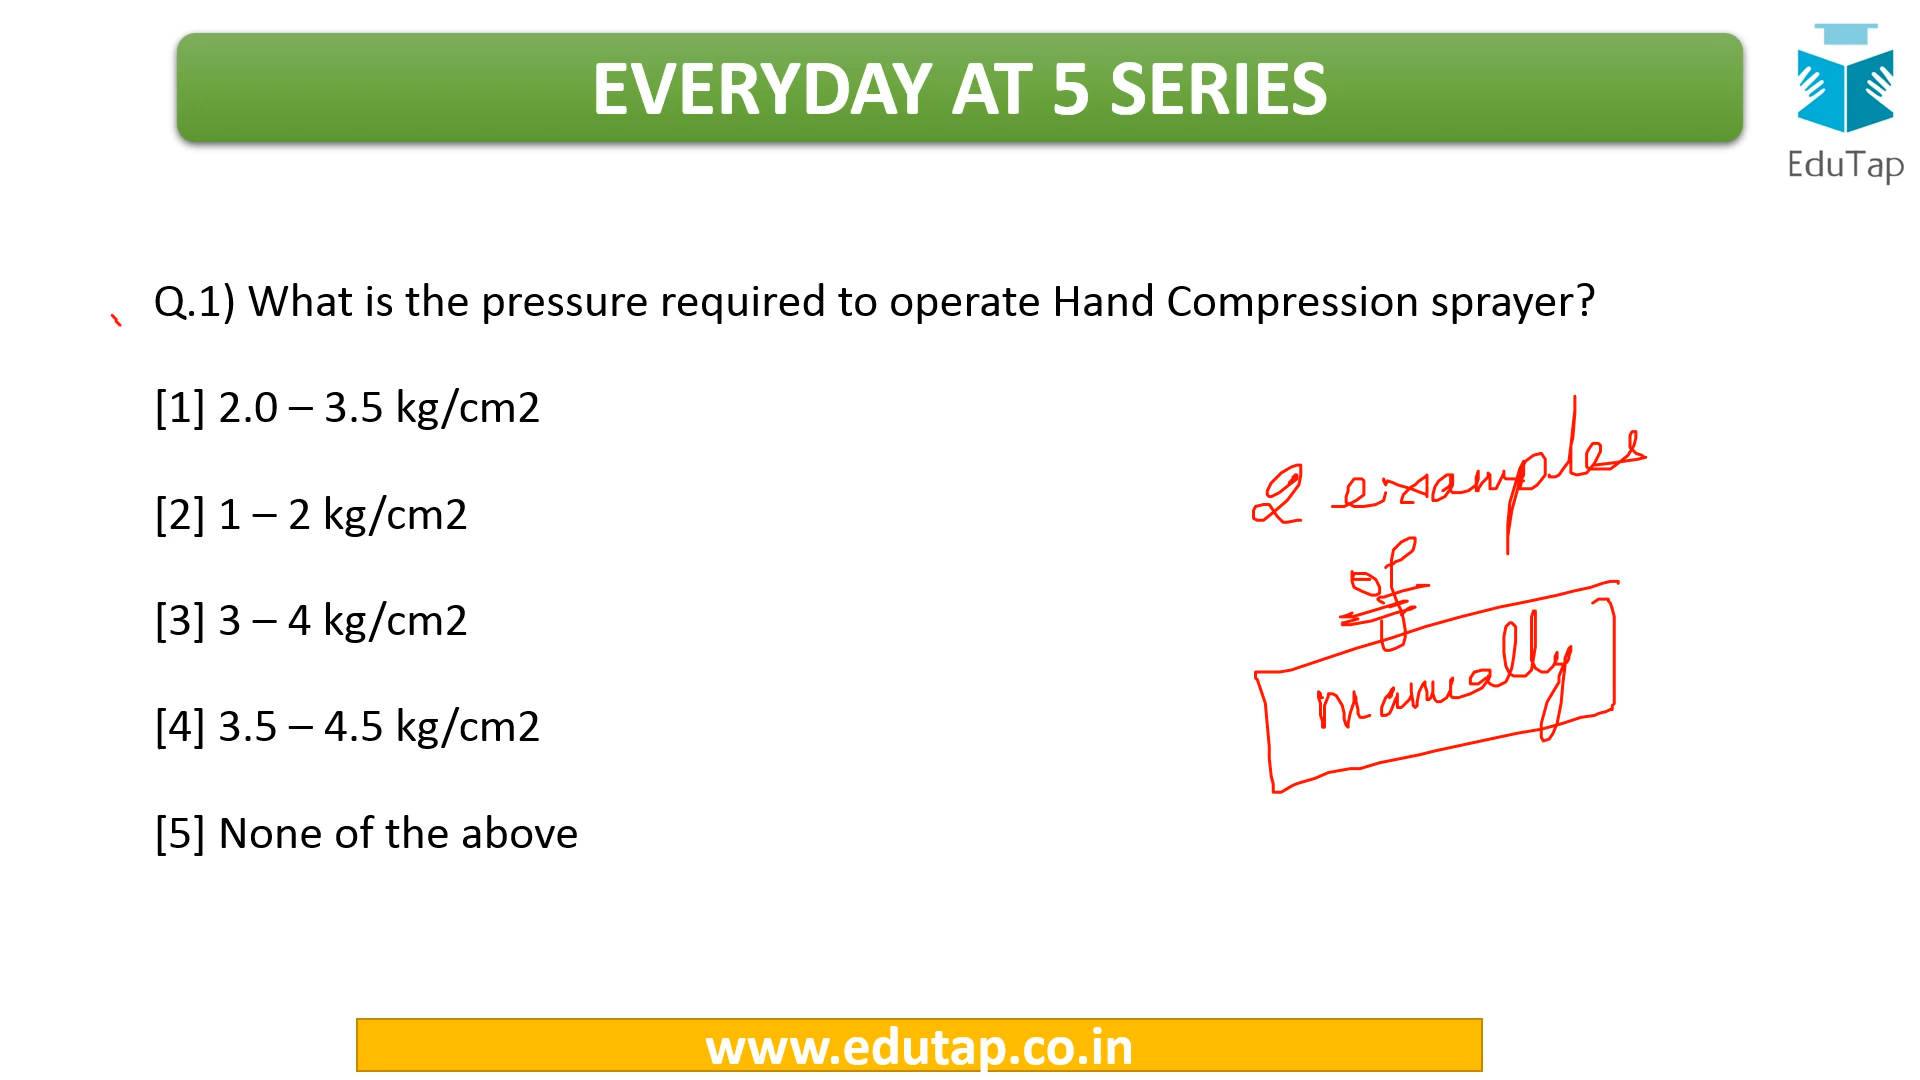 EVERYDAY AT 5 SERIES
EduTap
Q.1) What is the pressure required to operate Hand Compression sprayer?
[1] 2.0 – 3.5 kg/cm2
[2] 1 – 2 kg/cm2
[3] 3 – 4 kg/cm2
[4] 3.5 – 4.5 kg/cm2
[5] None of the above
2 examples
of
manually
www.edutap.co.in